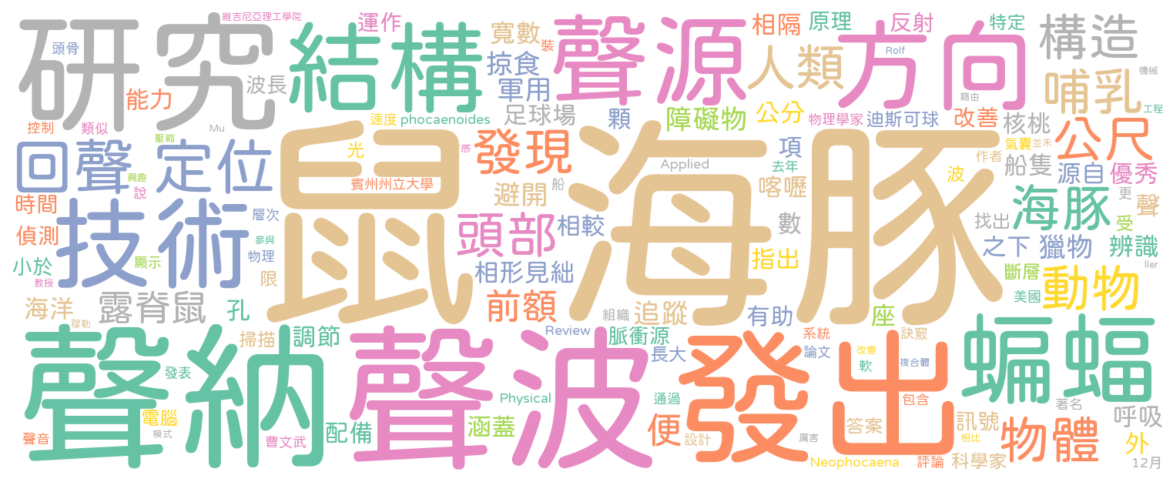 維吉尼亞理工學院
研究
頭骨
波長
能力
運作
結構
寬數
裝
掠食
軍用
聲源
相隔
原理
人類
反射
Rolf
方向
特定
構造
機械
哺乳
藉由
工程
控制
類似
Mu
壓縮
速度
phocaenoides
足球場
顆
障礙物
公分
物理學家
迪斯可球
改善
核桃
公尺
回聲
定位
興趣
說
光
賓州州立大學
感
發現
項
Applied
去年
氣囊
並未
作者
船隻
源自
優秀
時間
技術
層次
鼠海豚
避開
船
喀嚦
波
海豚
更
聲
受
偵測
參與
頭部
相較
數
找出
小於
顯示
物理
教授
限
相形見絀
指出
之下
獵物
辨識
ller
斷層
海洋
露脊鼠
孔
前額
組織
追蹤
有助
座
美國
動物
穆勒
聲納
掃描
調節
Review
脈衝源
系統
訣竅
聲波
長大
發出
論文
改變
軟
複合體
蝙蝠
發表
電腦
Physical
通過
包含
著名
呼吸
聲音
模式
曹文武
配備
涵蓋
便
設計
厲害
答案
訊號
相比
物體
外
Neophocaena
評論
科學家
12月